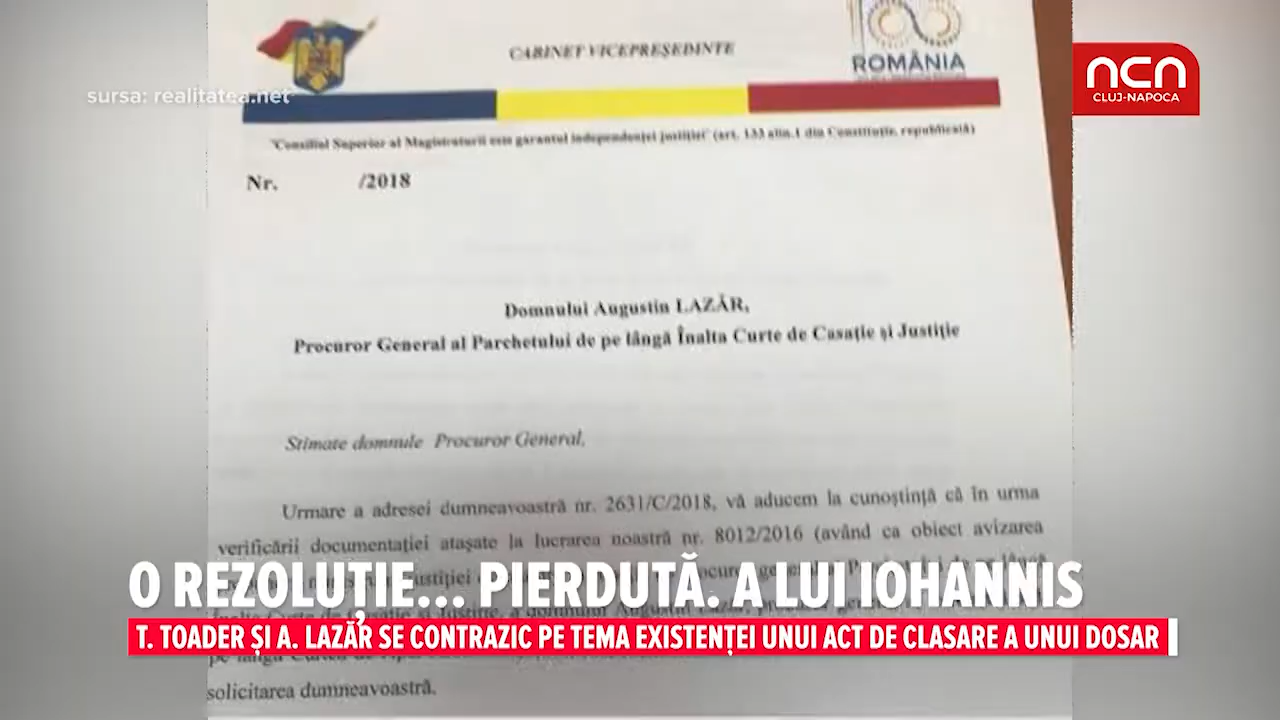 CABINET VICEPREȘEDINTE
100
ROMÂNIA
ncn
CLUJ-NAPOCA
sursa: realitatea.net
"Consiliul Superior al Magistraturii este garantul independenței justiției" (art. 133 alin.1 din Constituție, republicată)
Nr. /2018
Domnului Augustin LAZĂR,
Procuror General al Parchetului de pe lângă Înalta Curte de Casație și Justiție
Stimate domnule Procuror General,
Urmare a adresei dumneavoastră nr. 2631/C/2018, vă aducem la cunoștință că în urma
verificării documentației atașate la lucrarea noastră nr. 8012/2016 (având ca obiect avizarea
O REZOLUȚIE... PIERDUTĂ. A LUI IOHANNIS
T. TOADER ȘI A. LAZĂR SE CONTRAZIC PE TEMA EXISTENȚEI UNUI ACT DE CLASARE A UNUI DOSAR
solicitarea dumneavoastră.